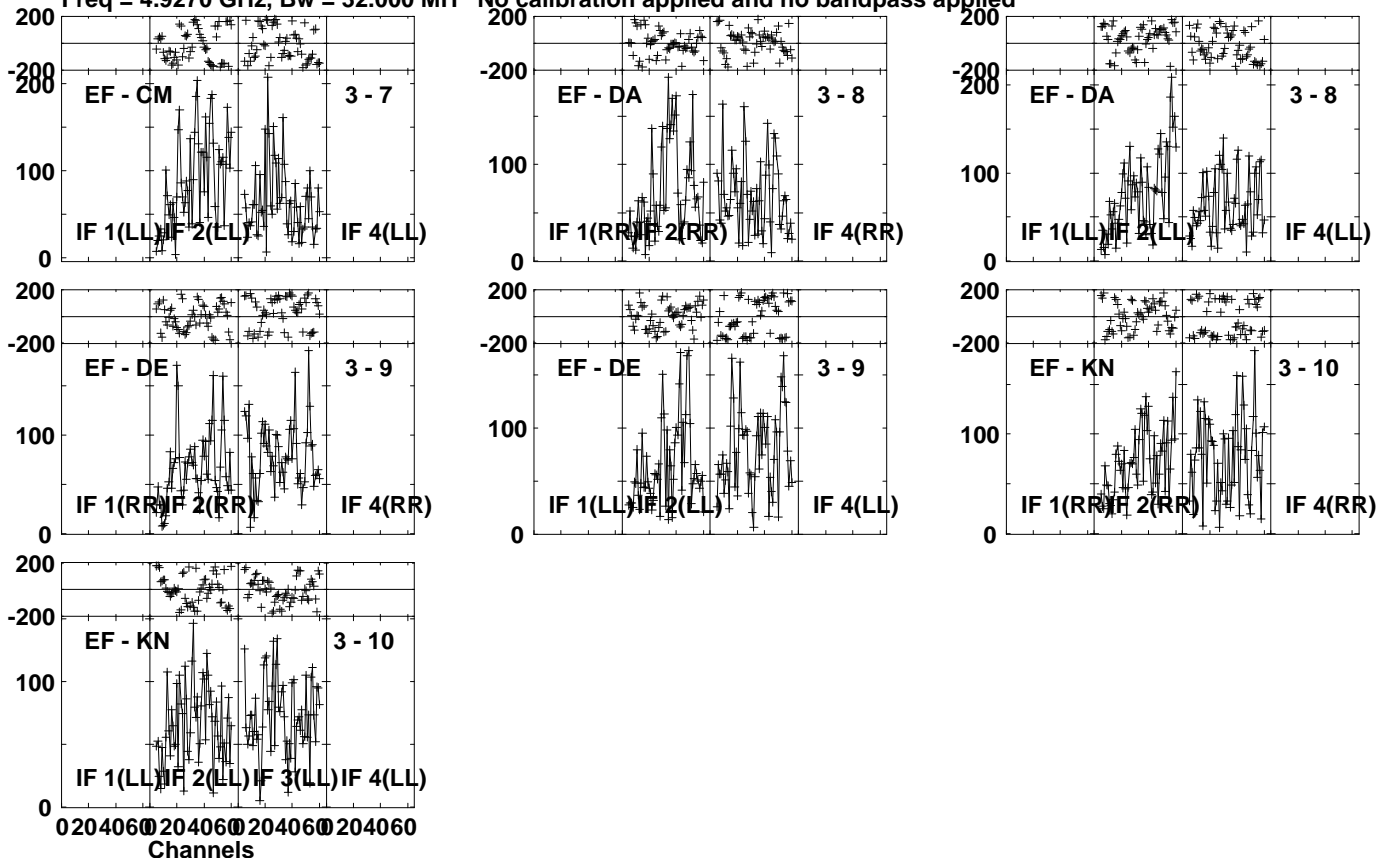 Freq = 4.9270 GHz, Bw = 32.000 MH No calibration applied and no bandpass applied
200
-200
200
100
0
EF - CM
3 - 7
IF 1(LL)
IF 2(LL)
IF 4(LL)
200
-200
100
0
EF - DA
3 - 8
IF 1(RR)
IF 2(RR)
IF 4(RR)
200
-200
200
100
0
EF - DA
3 - 8
IF 1(LL)
IF 2(LL)
IF 4(LL)
200
-200
100
0
EF - DE
3 - 9
IF 1(RR)
IF 2(RR)
IF 4(RR)
200
-200
100
0
EF - DE
3 - 9
IF 1(LL)
IF 2(LL)
IF 4(LL)
200
-200
100
0
EF - KN
3 - 10
IF 1(RR)
IF 2(RR)
IF 4(RR)
200
-200
100
0
EF - KN
3 - 10
IF 1(LL)
IF 2(LL)
IF 3(LL)
IF 4(LL)
0 20 40 60 0 20 40 60 0 20 40 60 0 20 40 60
Channels